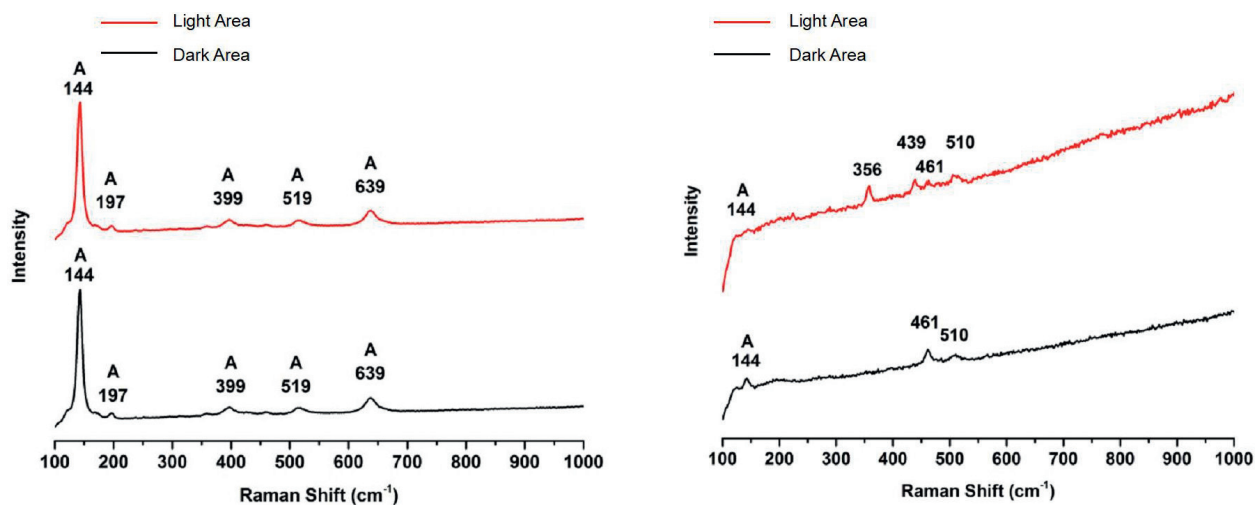 Light Area
Dark Area
A
144
A
197
A
399
A
519
A
639
A
144
A
197
A
399
A
519
A
639
Intensity
100 200 300 400 500 600 700 800 900 1000
Raman Shift (cm⁻¹)
Light Area
Dark Area
A
144
356
439
461
510
A
144
461
510
Intensity
100 200 300 400 500 600 700 800 900 1000
Raman Shift (cm⁻¹)